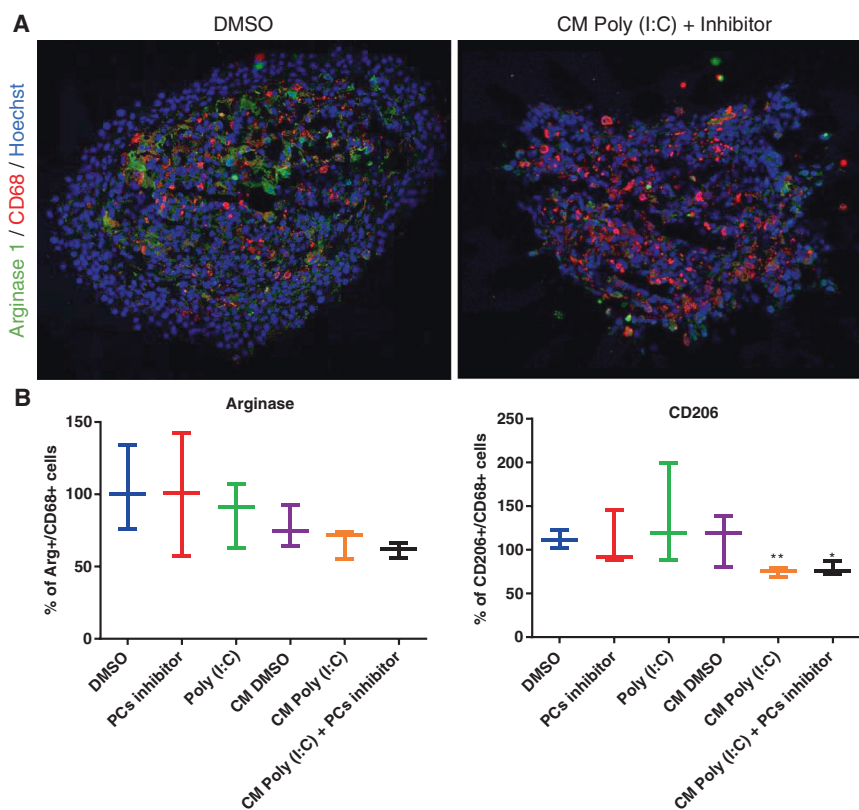 A
DMSO
CM Poly (I:C) + Inhibitor
Arginase 1 / CD68 / Hoechst
B
Arginase
% of Arg+/CD68+ cells
150
100
50
0
DMSO
PCs inhibitor
Poly (I:C)
CM DMSO
CM Poly (I:C)
CM Poly (I:C) + PCs inhibitor
CD206
% of CD206+/CD68+ cells
250
200
150
100
50
0
**
*
DMSO
PCs inhibitor
Poly (I:C)
CM DMSO
CM Poly (I:C)
CM Poly (I:C) + PCs inhibitor